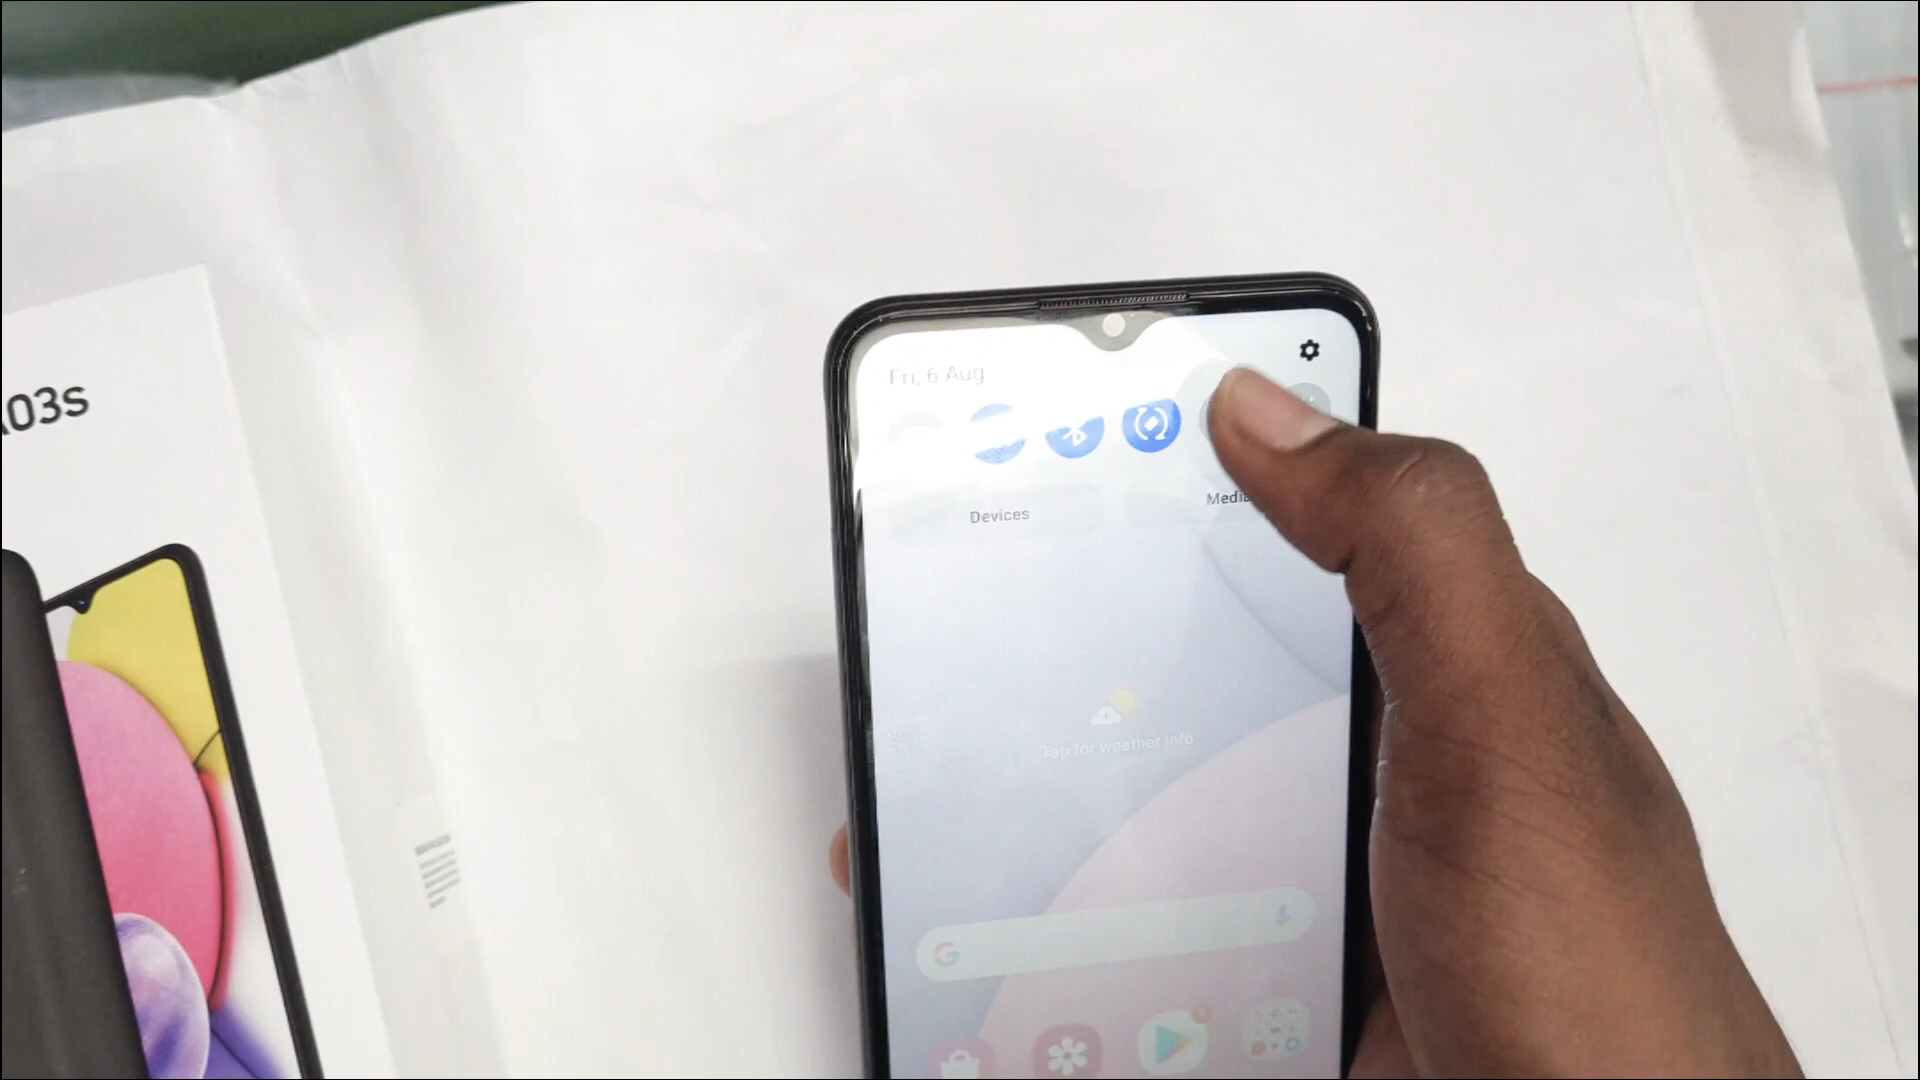 03s
Fri, 6 Aug
Devices
Media
Tap for weather info
G